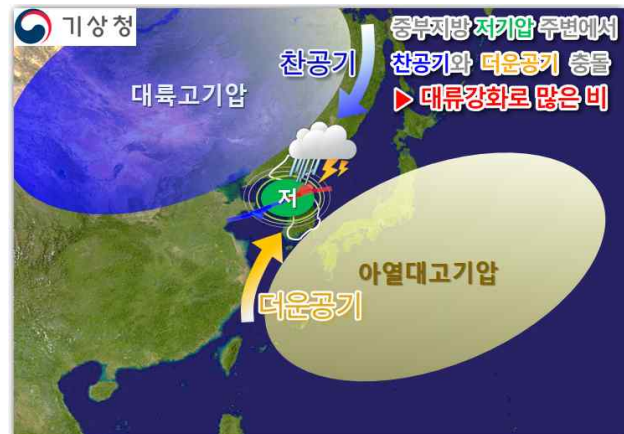 기상청
중부지방 저기압 주변에서
찬공기와 더운공기 충돌
▶ 대류강화로 많은 비
찬공기
대륙고기압
저
아열대고기압
더운공기